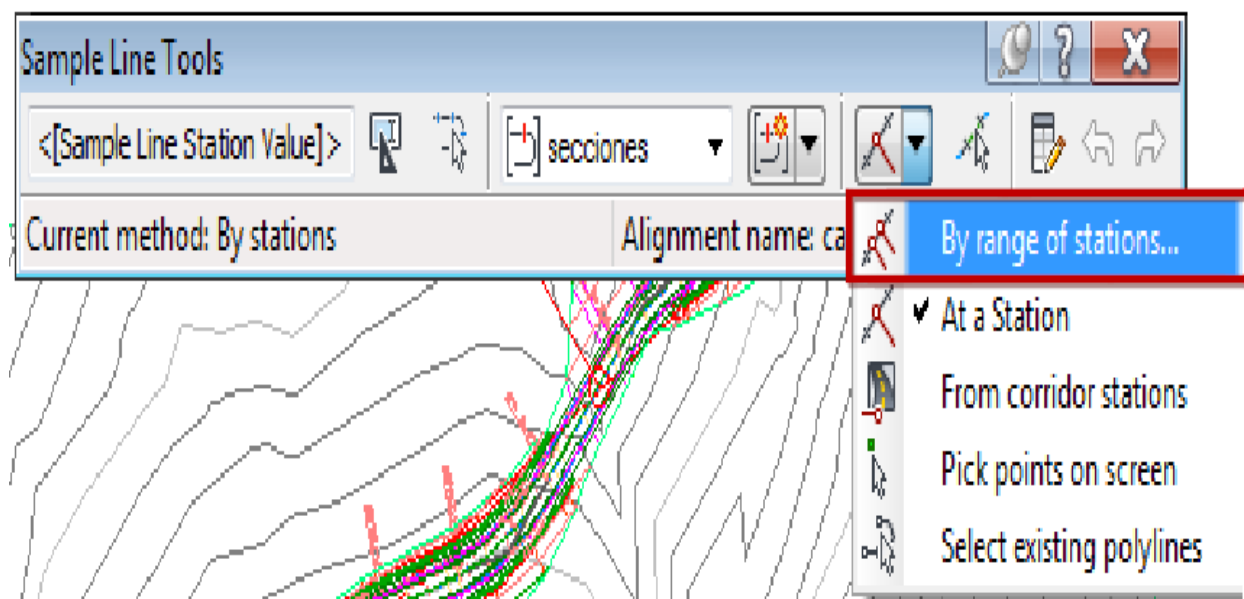 Sample Line Tools
<[Sample Line Station Value]>
secciones
Current method: By stations
Alignment name: ca
By range of stations...
At a Station
From corridor stations
Pick points on screen
Select existing polylines